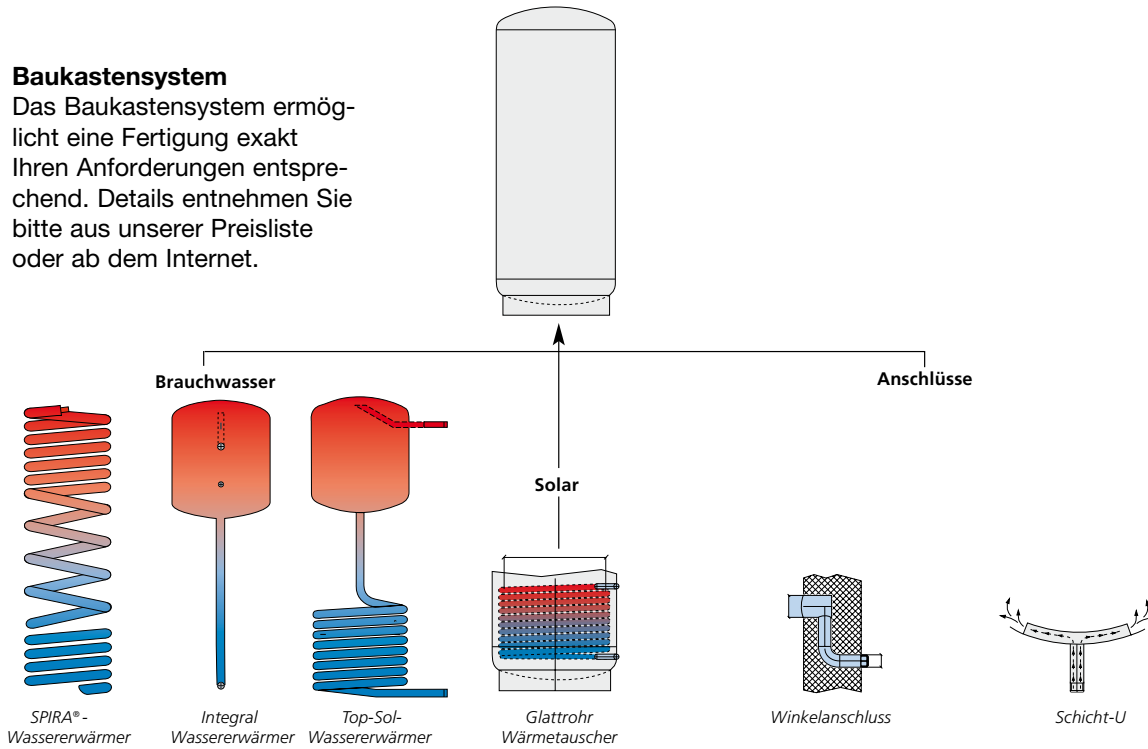 Baukastensystem
Das Baukastensystem ermög-
licht eine Fertigung exakt
Ihren Anforderungen entspre-
chend. Details entnehmen Sie
bitte aus unserer Preisliste
oder ab dem Internet.
Brauchwasser
Anschlüsse
Solar
SPIRA®-
Wassererwärmer
Integral
Wassererwärmer
Top-Sol-
Wassererwärmer
Glattrohr
Wärmetauscher
Winkelanschluss
Schicht-U